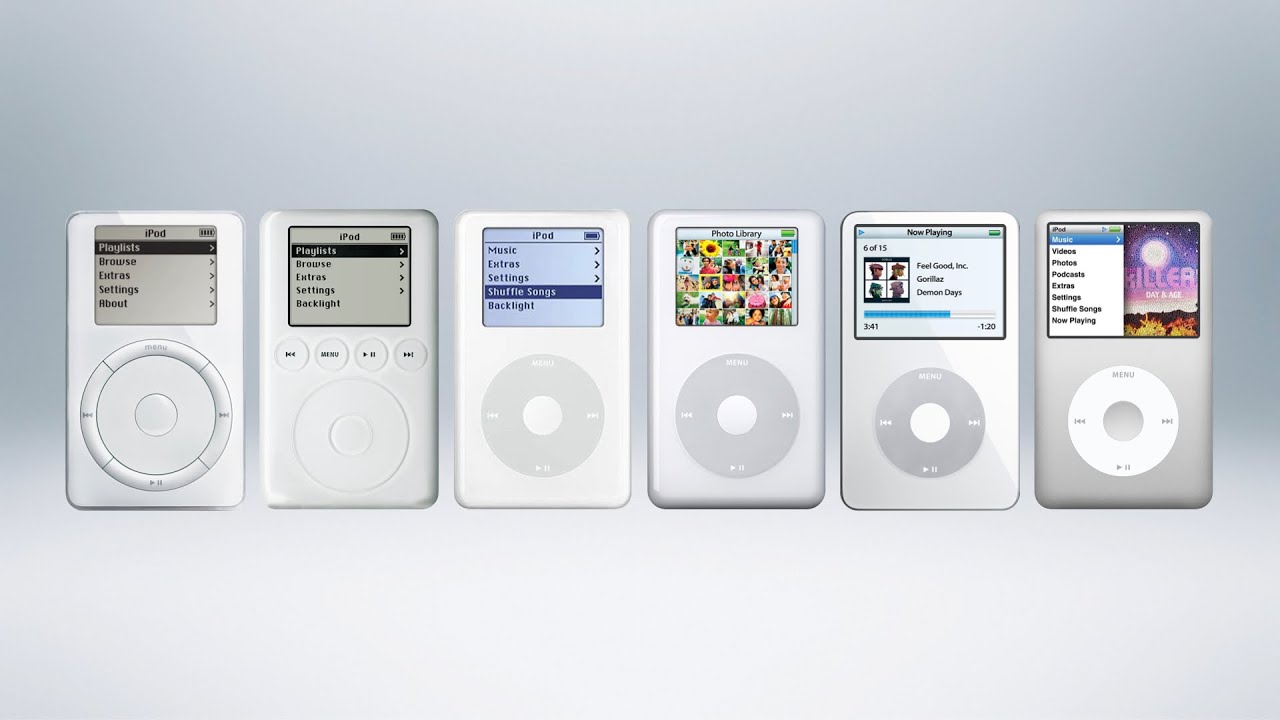 iPod
Playlists
Browse
Extras
Settings
About
menu
iPod
Playlists
Browse
Extras
Settings
Backlight
MENU
iPod
Music
Extras
Settings
Shuffle Songs
Backlight
MENU
Photo Library
MENU
Now Playing
6 of 15
Feel Good, Inc.
Gorillaz
Demon Days
3:41 -1:20
MENU
iPod
Music
Videos
Photos
Podcasts
Extras
Settings
Shuffle Songs
Now Playing
KILLER
DAY & AGE
MENU